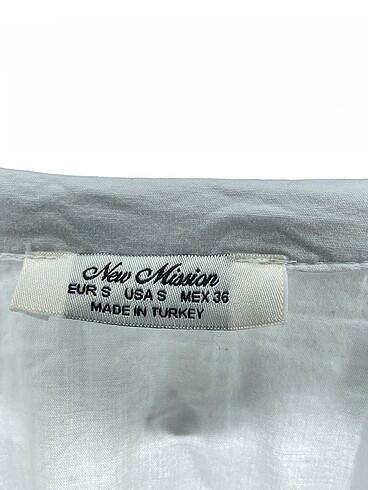 New Mission
EUR S USA S MEX 36
MADE IN TURKEY